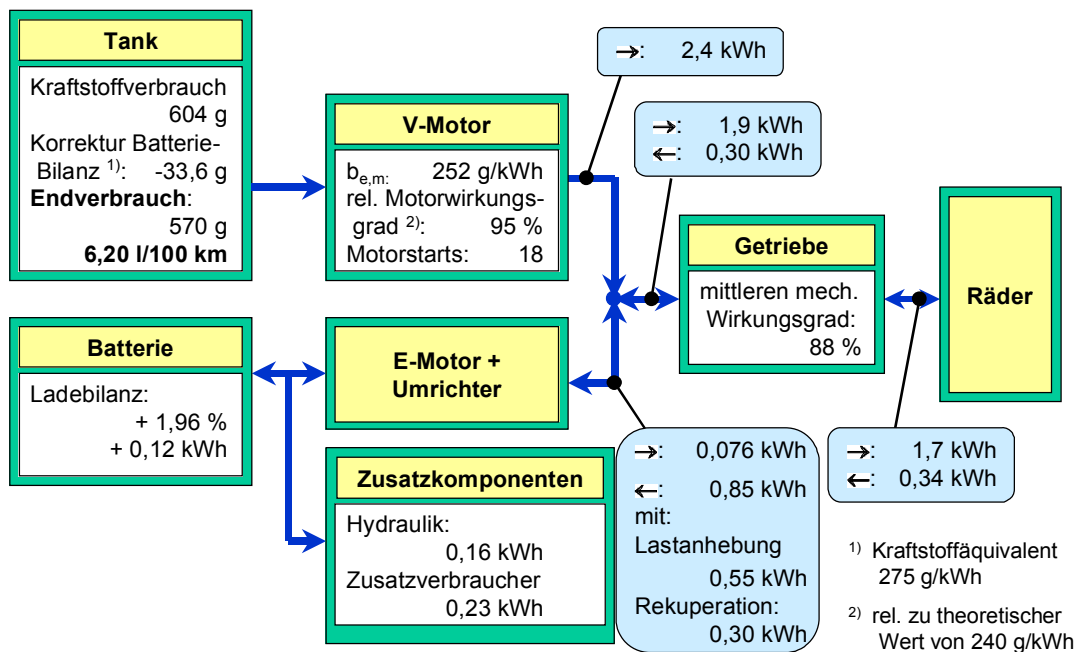 Tank
Kraftstoffverbrauch
604 g
Korrektur Batterie-
Bilanz 1): -33,6 g
Endverbrauch:
570 g
6,20 l/100 km
V-Motor
be,m: 252 g/kWh
rel. Motorwirkungs-
grad 2): 95 %
Motorstarts: 18
→: 2,4 kWh
→: 1,9 kWh
←: 0,30 kWh
Getriebe
mittleren mech.
Wirkungsgrad:
88 %
Räder
Batterie
Ladebilanz:
+ 1,96 %
+ 0,12 kWh
E-Motor +
Umrichter
Zusatzkomponenten
Hydraulik:
0,16 kWh
Zusatzverbraucher
0,23 kWh
→: 0,076 kWh
←: 0,85 kWh
mit:
Lastanhebung
0,55 kWh
Rekuperation:
0,30 kWh
→: 1,7 kWh
←: 0,34 kWh
1) Kraftstoffäquivalent
275 g/kWh
2) rel. zu theoretischer
Wert von 240 g/kWh